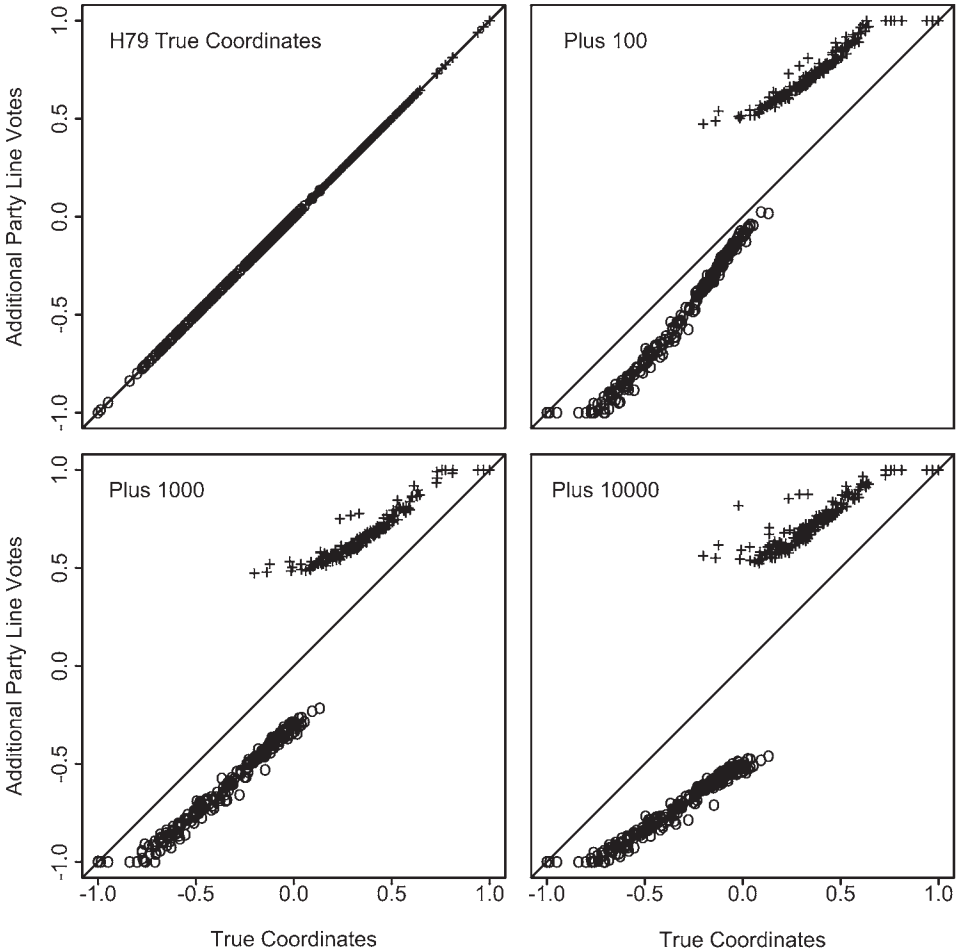 H79 True Coordinates
Plus 100
Additional Party Line Votes
1.0
0.5
0.0
-0.5
-1.0
Plus 1000
Plus 10000
Additional Party Line Votes
1.0
0.5
0.0
-0.5
-1.0
-1.0 -0.5 0.0 0.5 1.0
-1.0 -0.5 0.0 0.5 1.0
True Coordinates
True Coordinates